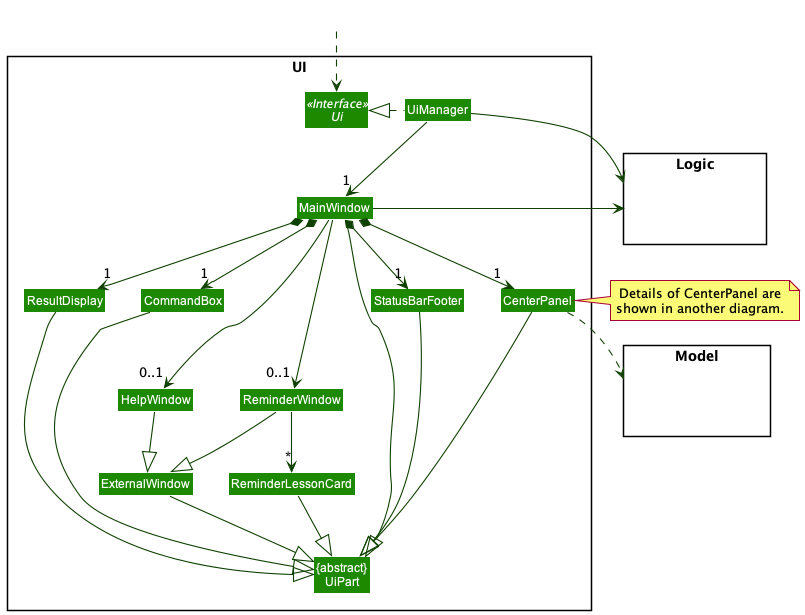 UI
«Interface»
Ui
UiManager
Logic
1
MainWindow
1
1
1
1
ResultDisplay
CommandBox
StatusBarFooter
CenterPanel
Details of CenterPanel are
shown in another diagram.
Model
0..1
0..1
HelpWindow
ReminderWindow
*
ExternalWindow
ReminderLessonCard
{abstract}
UiPart